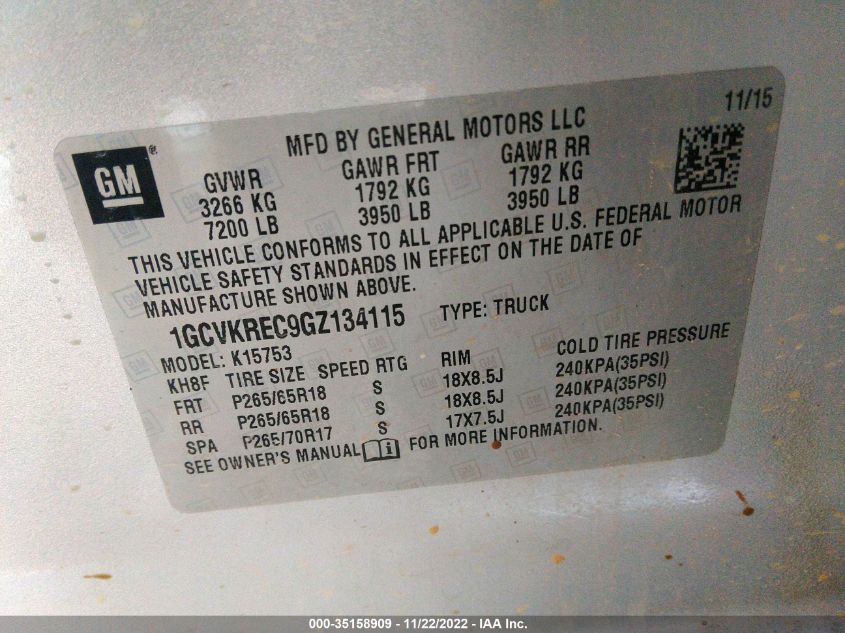 11/15
MFD BY GENERAL MOTORS LLC
GM®
GVWR GAWR FRT GAWR RR
3266 KG 1792 KG 1792 KG
7200 LB 3950 LB 3950 LB
THIS VEHICLE CONFORMS TO ALL APPLICABLE U.S. FEDERAL MOTOR
VEHICLE SAFETY STANDARDS IN EFFECT ON THE DATE OF
MANUFACTURE SHOWN ABOVE.
1GCVKREC9GZ134115 TYPE: TRUCK
MODEL: K15753
KH8F TIRE SIZE SPEED RTG RIM COLD TIRE PRESSURE
FRT P265/65R18 S 18X8.5J 240KPA(35PSI)
RR P265/65R18 S 18X8.5J 240KPA(35PSI)
SPA P265/70R17 S 17X7.5J 240KPA(35PSI)
SEE OWNER'S MANUAL FOR MORE INFORMATION.
000-35158909 - 11/22/2022 - IAA Inc.